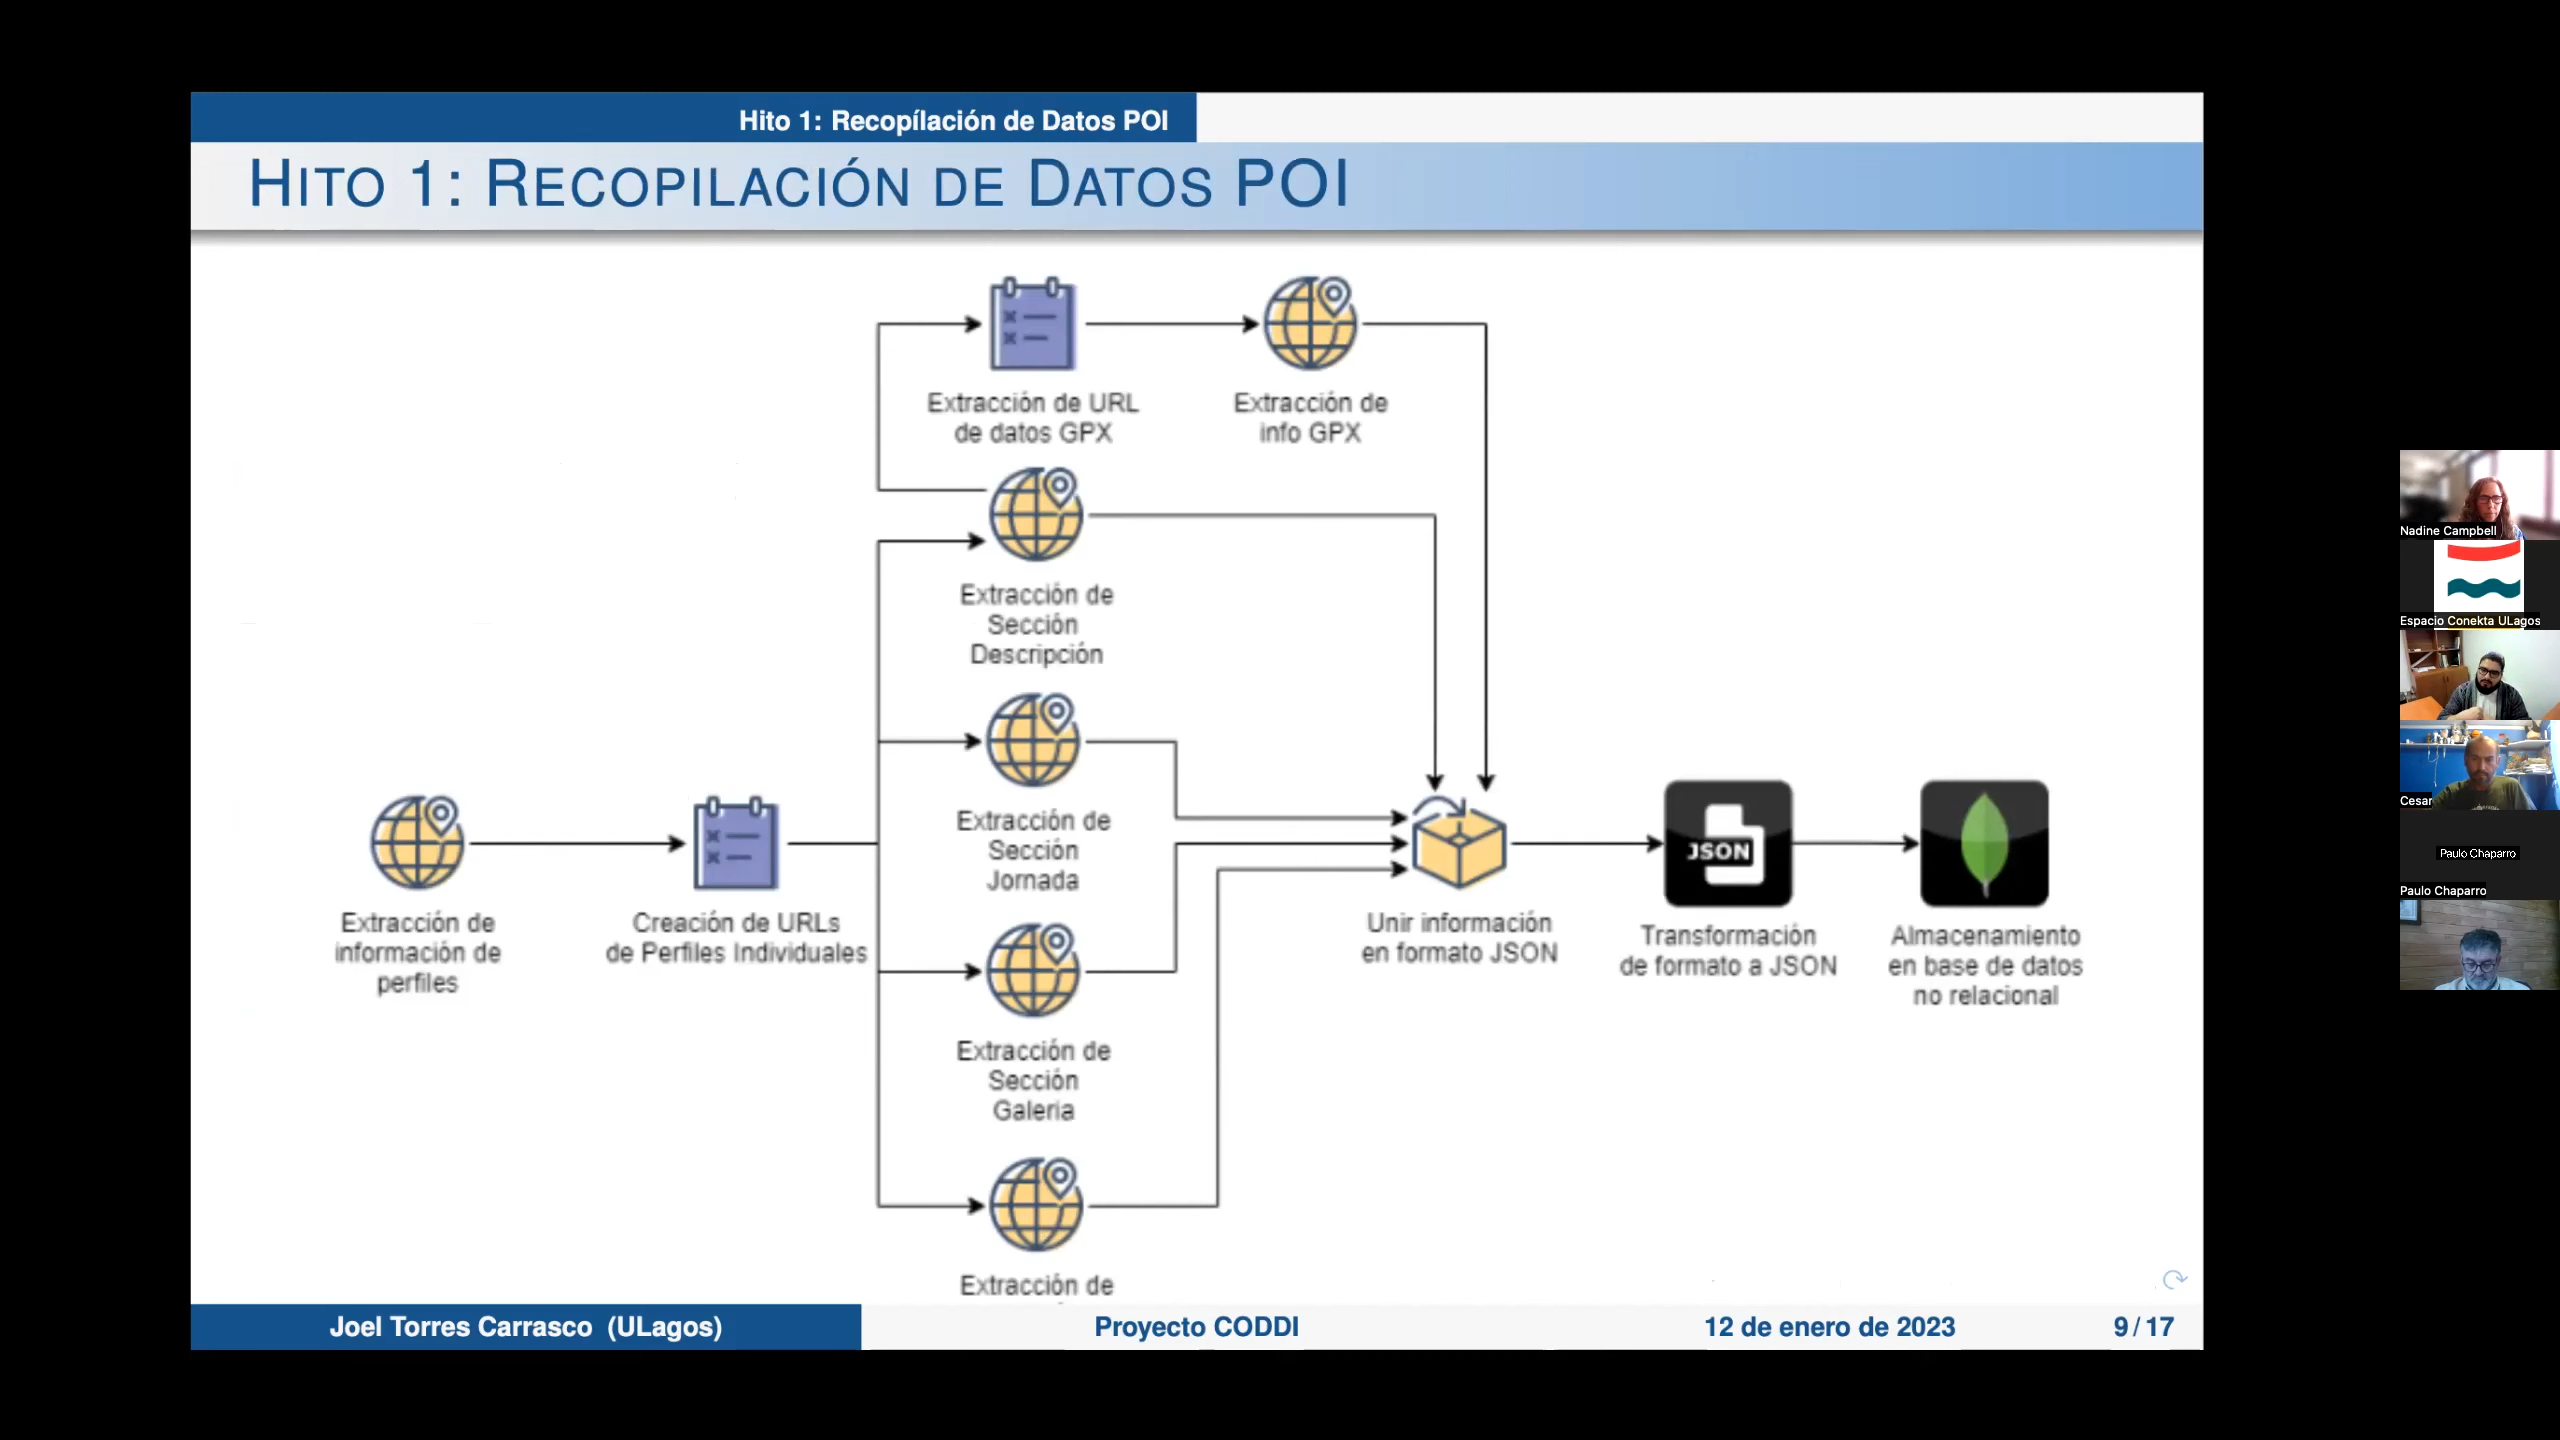 Hito 1: Recopílación de Datos POI
HITO 1: RECOPILACIÓN DE DATOS POI
Extracción de URL
de datos GPX
Extracción de
info GPX
Extracción de
Sección
Descripción
Extracción de
Sección
Jornada
Extracción de
información de
perfiles
Creación de URLs
de Perfiles Individuales
Extracción de
Sección
Galeria
Extracción de
Unir información
en formato JSON
JSON
Transformación
de formato a JSON
Almacenamiento
en base de datos
no relacional
Joel Torres Carrasco (ULagos)
Proyecto CODDI
12 de enero de 2023
9/17
Nadine Campbell
Espacio Conekta ULagos
Cesar
Paulo Chaparro
Paulo Chaparro